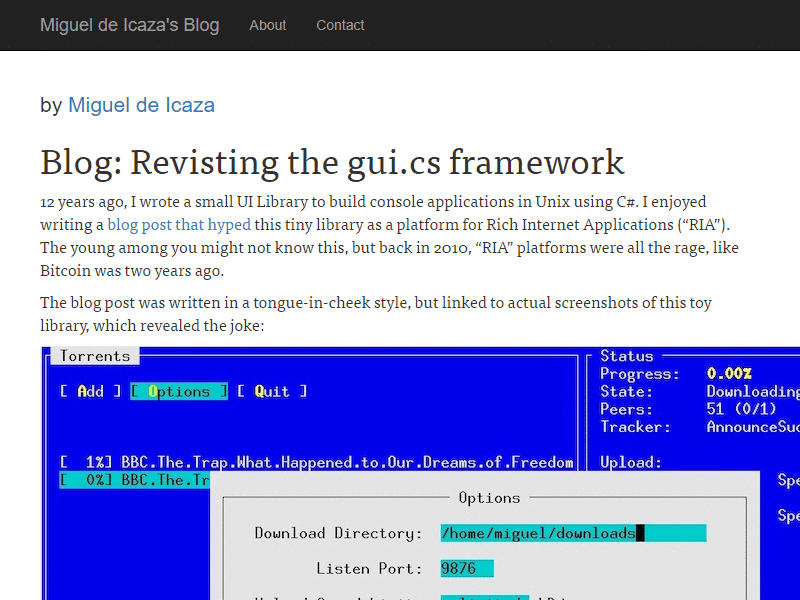 Miguel de Icaza's Blog About Contact
by Miguel de Icaza
Blog: Revisting the gui.cs framework
12 years ago, I wrote a small UI Library to build console applications in Unix using C#. I enjoyed
writing a blog post that hyped this tiny library as a platform for Rich Internet Applications (“RIA”).
The young among you might not know this, but back in 2010, “RIA” platforms were all the rage, like
Bitcoin was two years ago.
The blog post was written in a tongue-in-cheek style, but linked to actual screenshots of this toy
library, which revealed the joke:
Torrents
[ Add ] [ Options ] [ Quit ]
[  1%] BBC.The.Trap.What.Happened.to.Our.Dreams.of.Freedom
[  0%] BBC.The.Tr
Status
Progress: 0.00%
State: Downloading
Peers: 51 (0/1)
Tracker: AnnounceSuc
Upload:
Spe
Spe
Options
Download Directory: /home/miguel/downloads
Listen Port: 9876